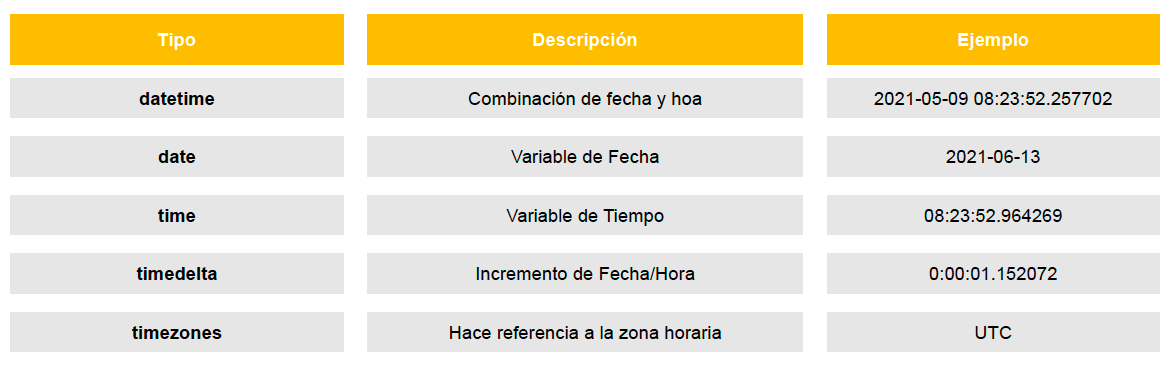 Tipo Descripción Ejemplo
datetime Combinación de fecha y hoa 2021-05-09 08:23:52.257702
date Variable de Fecha 2021-06-13
time Variable de Tiempo 08:23:52.964269
timedelta Incremento de Fecha/Hora 0:00:01.152072
timezones Hace referencia a la zona horaria UTC